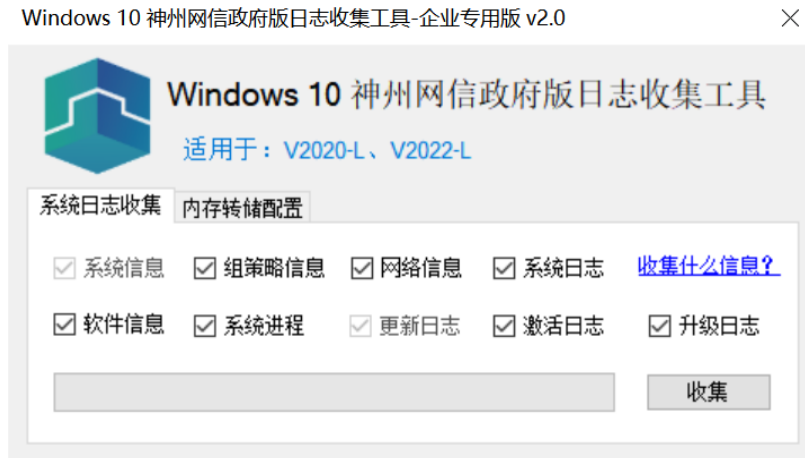 Windows 10 神州网信政府版日志收集工具-企业专用版 v2.0
Windows 10 神州网信政府版日志收集工具
适用于：V2020-L、V2022-L
系统日志收集 内存转储配置
系统信息 组策略信息 网络信息 系统日志 收集什么信息？
软件信息 系统进程 更新日志 激活日志 升级日志
收集